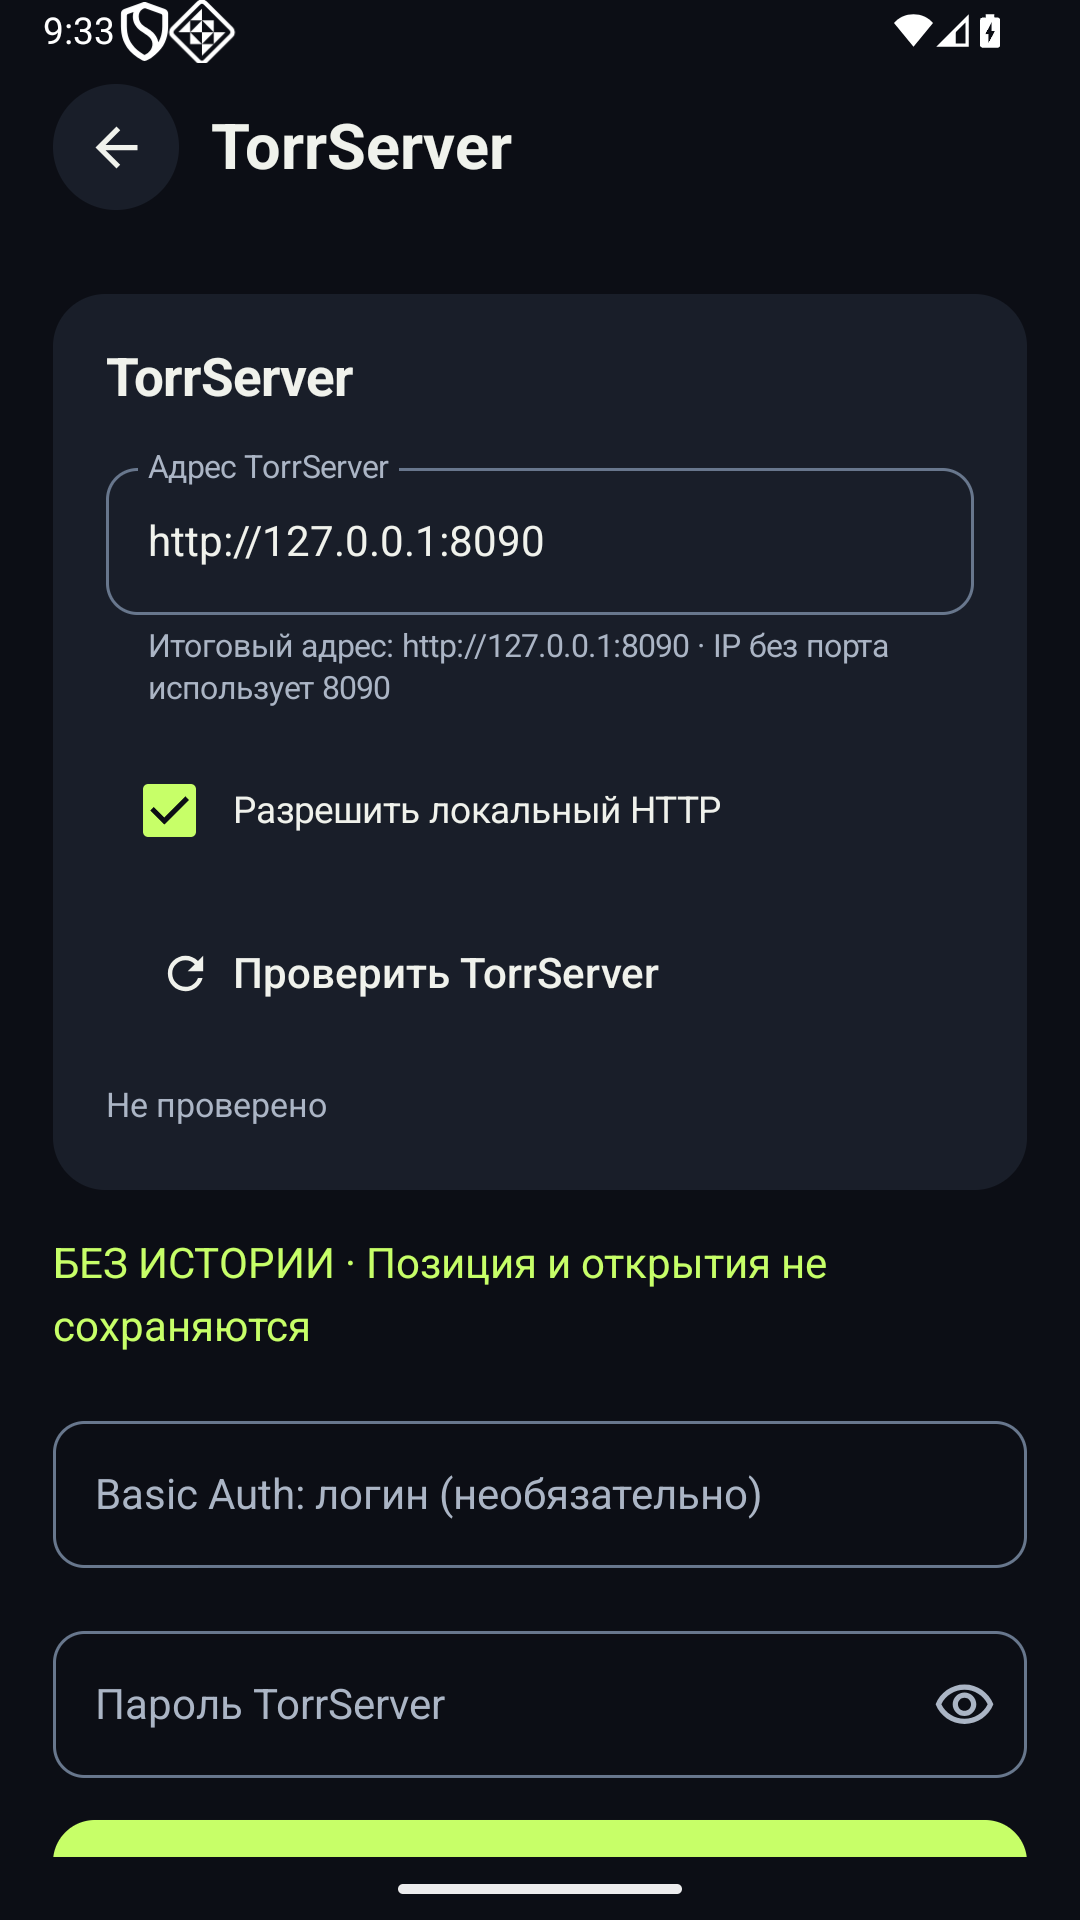 9:33
TorrServer
TorrServer
Адрес TorrServer
http://127.0.0.1:8090
Итоговый адрес: http://127.0.0.1:8090 · IP без порта
использует 8090
Разрешить локальный HTTP
Проверить TorrServer
Не проверено
БЕЗ ИСТОРИИ · Позиция и открытия не
сохраняются
Basic Auth: логин (необязательно)
Пароль TorrServer